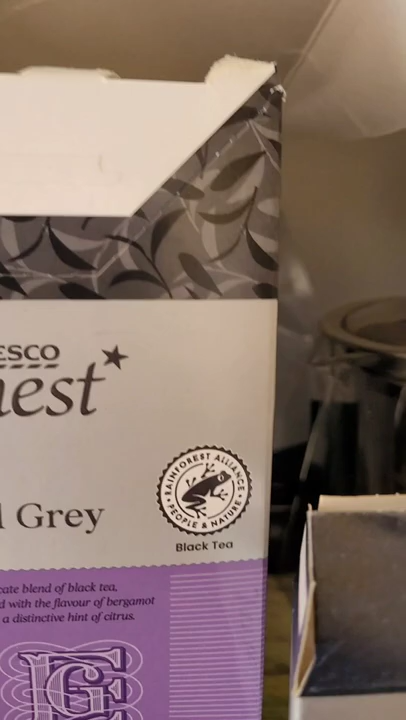 ESCO
nest
l Grey
RAINFOREST ALLIANCE
PEOPLE & NATURE
Black Tea
cate blend of black tea,
d with the flavour of bergamot
a distinctive hint of citrus.
EG